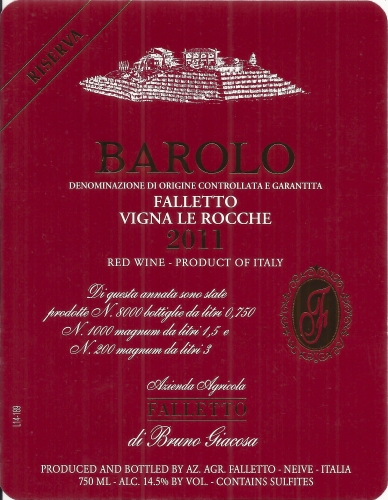 RISERVA
BAROLO
DENOMINAZIONE DI ORIGINE CONTROLLATA E GARANTITA
FALLETTO
VIGNA LE ROCCHE
2011
RED WINE - PRODUCT OF ITALY
Di questa annata sono state
prodotte N. 8000 bottiglie da litri 0,750
N. 1000 magnum da litri 1,5 e
N. 200 magnum da litri 3
F
Azienda Agricola
FALLETTO
di Bruno Giacosa
L14-169
PRODUCED AND BOTTLED BY AZ. AGR. FALLETTO - NEIVE - ITALIA
750 ML - ALC. 14.5% BY VOL. - CONTAINS SULFITES